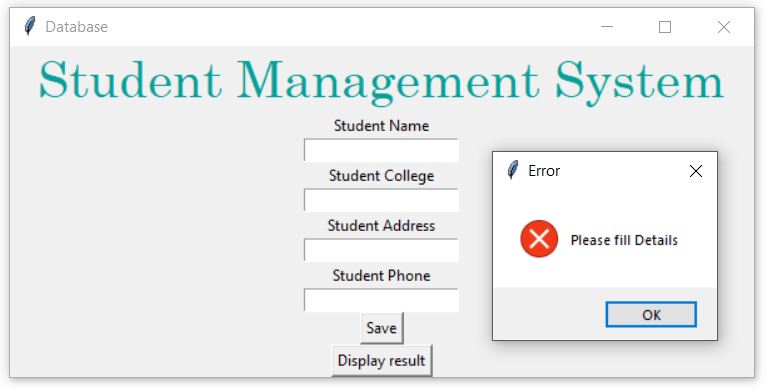 Database
Student Management System
Student Name
Student College
Student Address
Student Phone
Save
Display result
Error
Please fill Details
OK